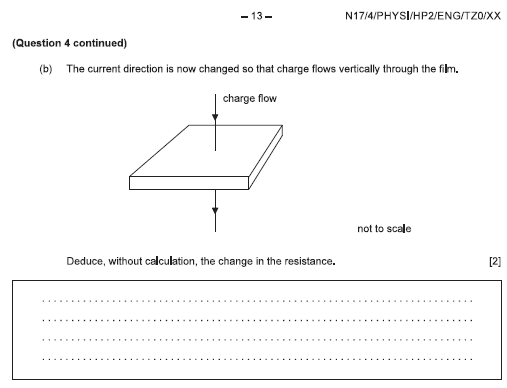 – 13 –
N17/4/PHYSI/HP2/ENG/TZ0/XX
(Question 4 continued)
(b) The current direction is now changed so that charge flows vertically through the film.
charge flow
not to scale
Deduce, without calculation, the change in the resistance.
[2]